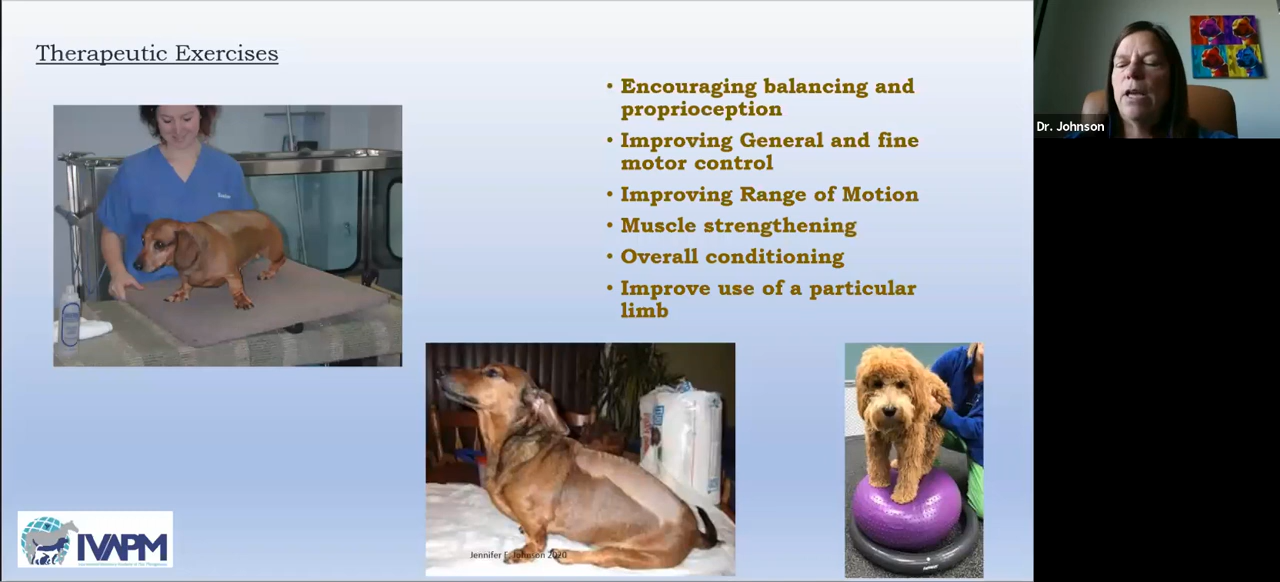 Therapeutic Exercises
• Encouraging balancing and
proprioception
• Improving General and fine
motor control
• Improving Range of Motion
• Muscle strengthening
• Overall conditioning
• Improve use of a particular
limb
Dr. Johnson
Jennifer F. Johnson 2020
IVAPM